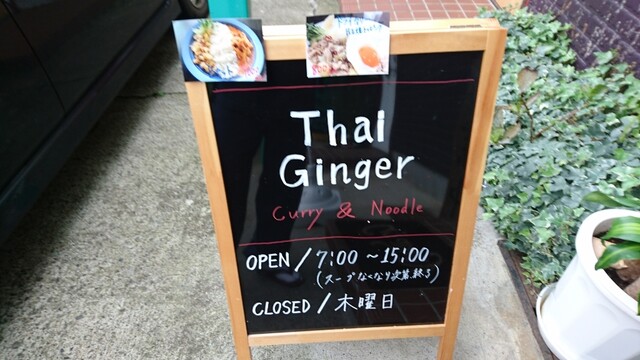 Thai
Ginger
Curry & Noodle
OPEN / 7:00 ～ 15:00
(スープなくなり次第終る)
CLOSED / 木曜日